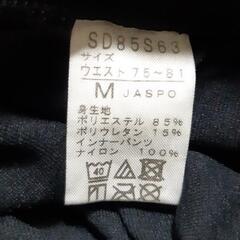 SD85S63
サイズ
ウエスト 75~81
M JASPO
身生地
ポリエステル 85%
ポリウレタン 15%
インナーパンツ
ナイロン 100%
40